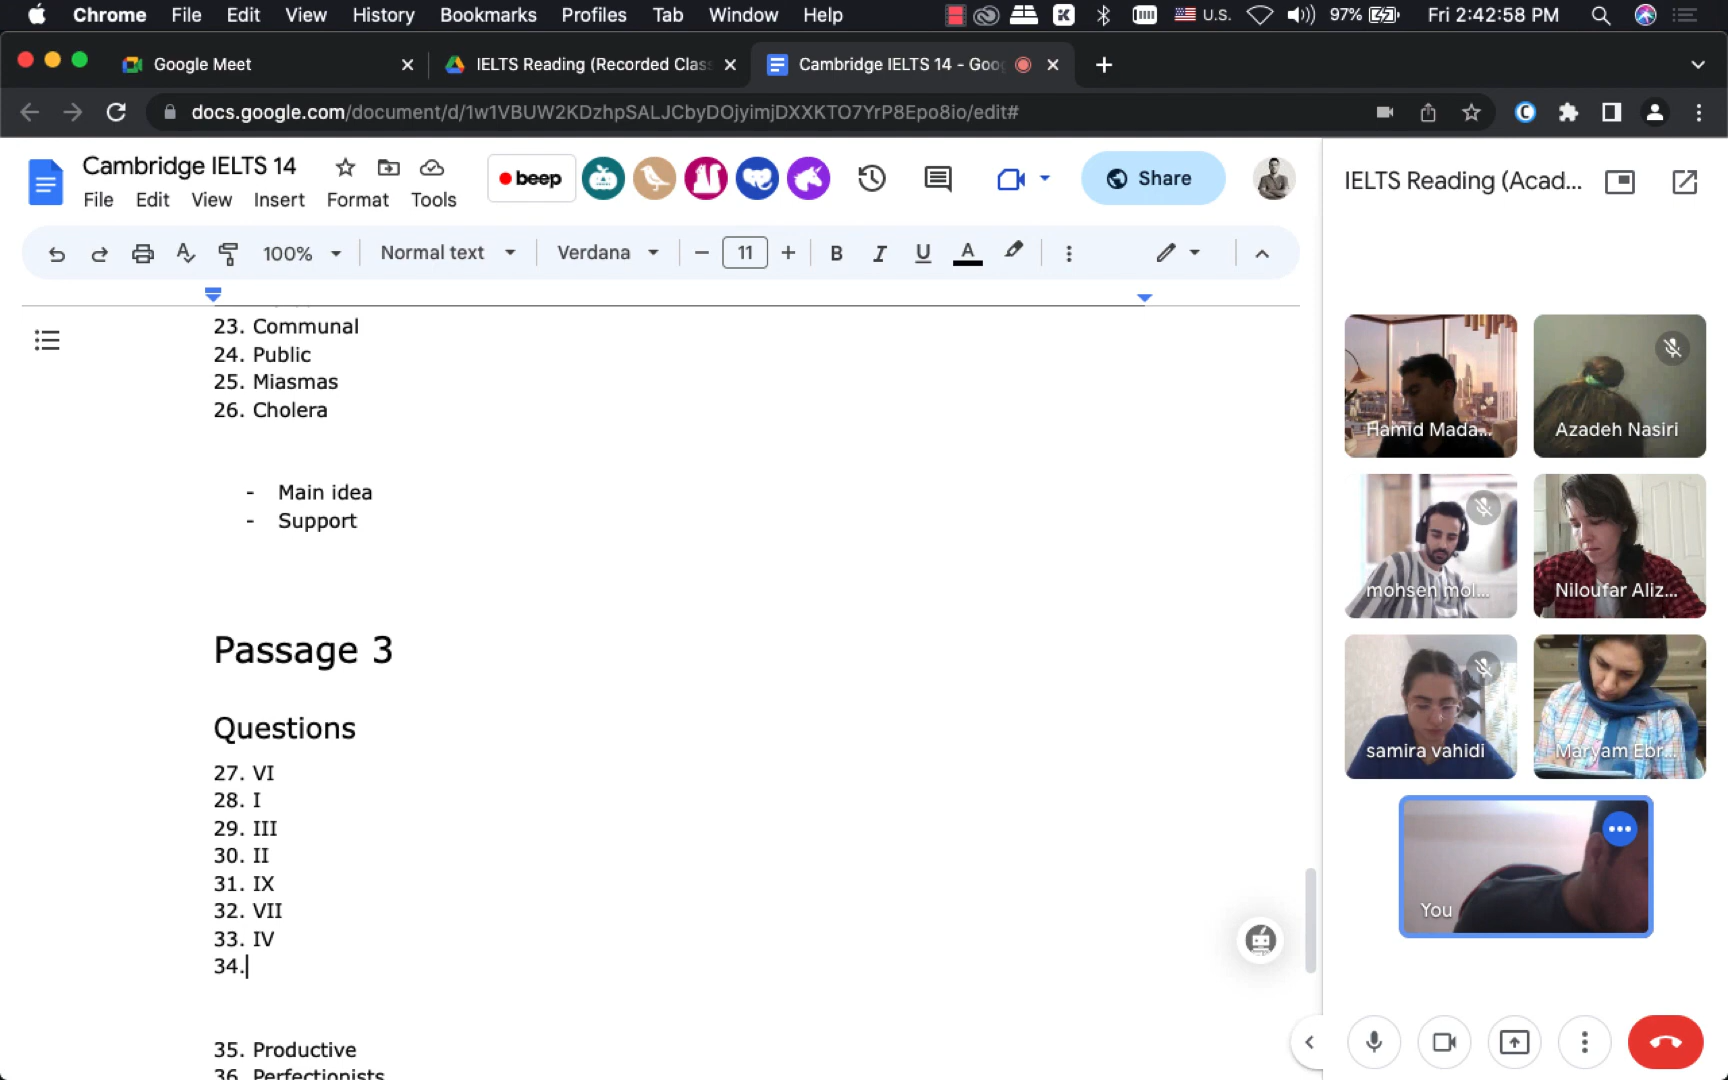 Chrome File Edit View History Bookmarks Profiles Tab Window Help U.S. 97% Fri 2:42:58 PM
Google Meet IELTS Reading (Recorded Clas Cambridge IELTS 14 - Goo
docs.google.com/document/d/1w1VBUW2KDzhpSALJCbyDOjyimjDXXKTO7YrP8Epo8io/edit#
Cambridge IELTS 14 beep Share IELTS Reading (Acad...
File Edit View Insert Format Tools
100% Normal text Verdana 11 B I U A
23. Communal
24. Public
25. Miasmas
26. Cholera
- Main idea
- Support
Passage 3
Questions
27. VI
28. I
29. III
30. II
31. IX
32. VII
33. IV
34.
35. Productive
36. Perfectionists
Hamid Mada... Azadeh Nasiri
mohsen mol... Niloufar Aliz...
samira vahidi Maryam Ebr...
You